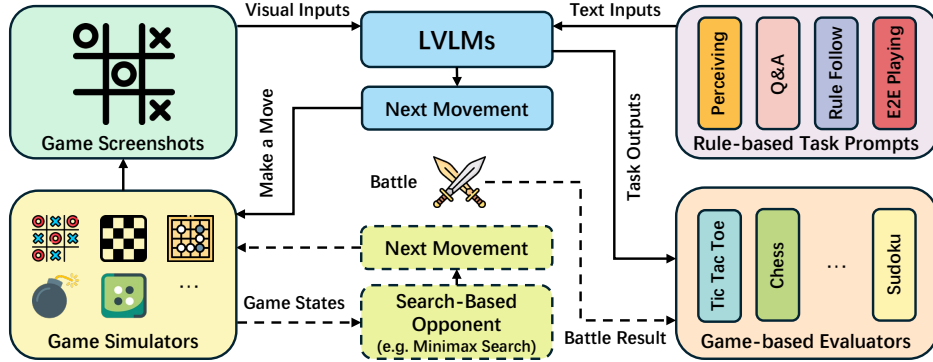 Visual Inputs
LVLMs
Text Inputs
Next Movement
Game Screenshots
Make a Move
Task Outputs
Perceiving
Q&A
Rule Follow
E2E Playing
Rule-based Task Prompts
Battle
Next Movement
...
Game States
Search-Based
Opponent
(e.g. Minimax Search)
Game Simulators
Battle Result
Tic Tac Toe
Chess
...
Sudoku
Game-based Evaluators